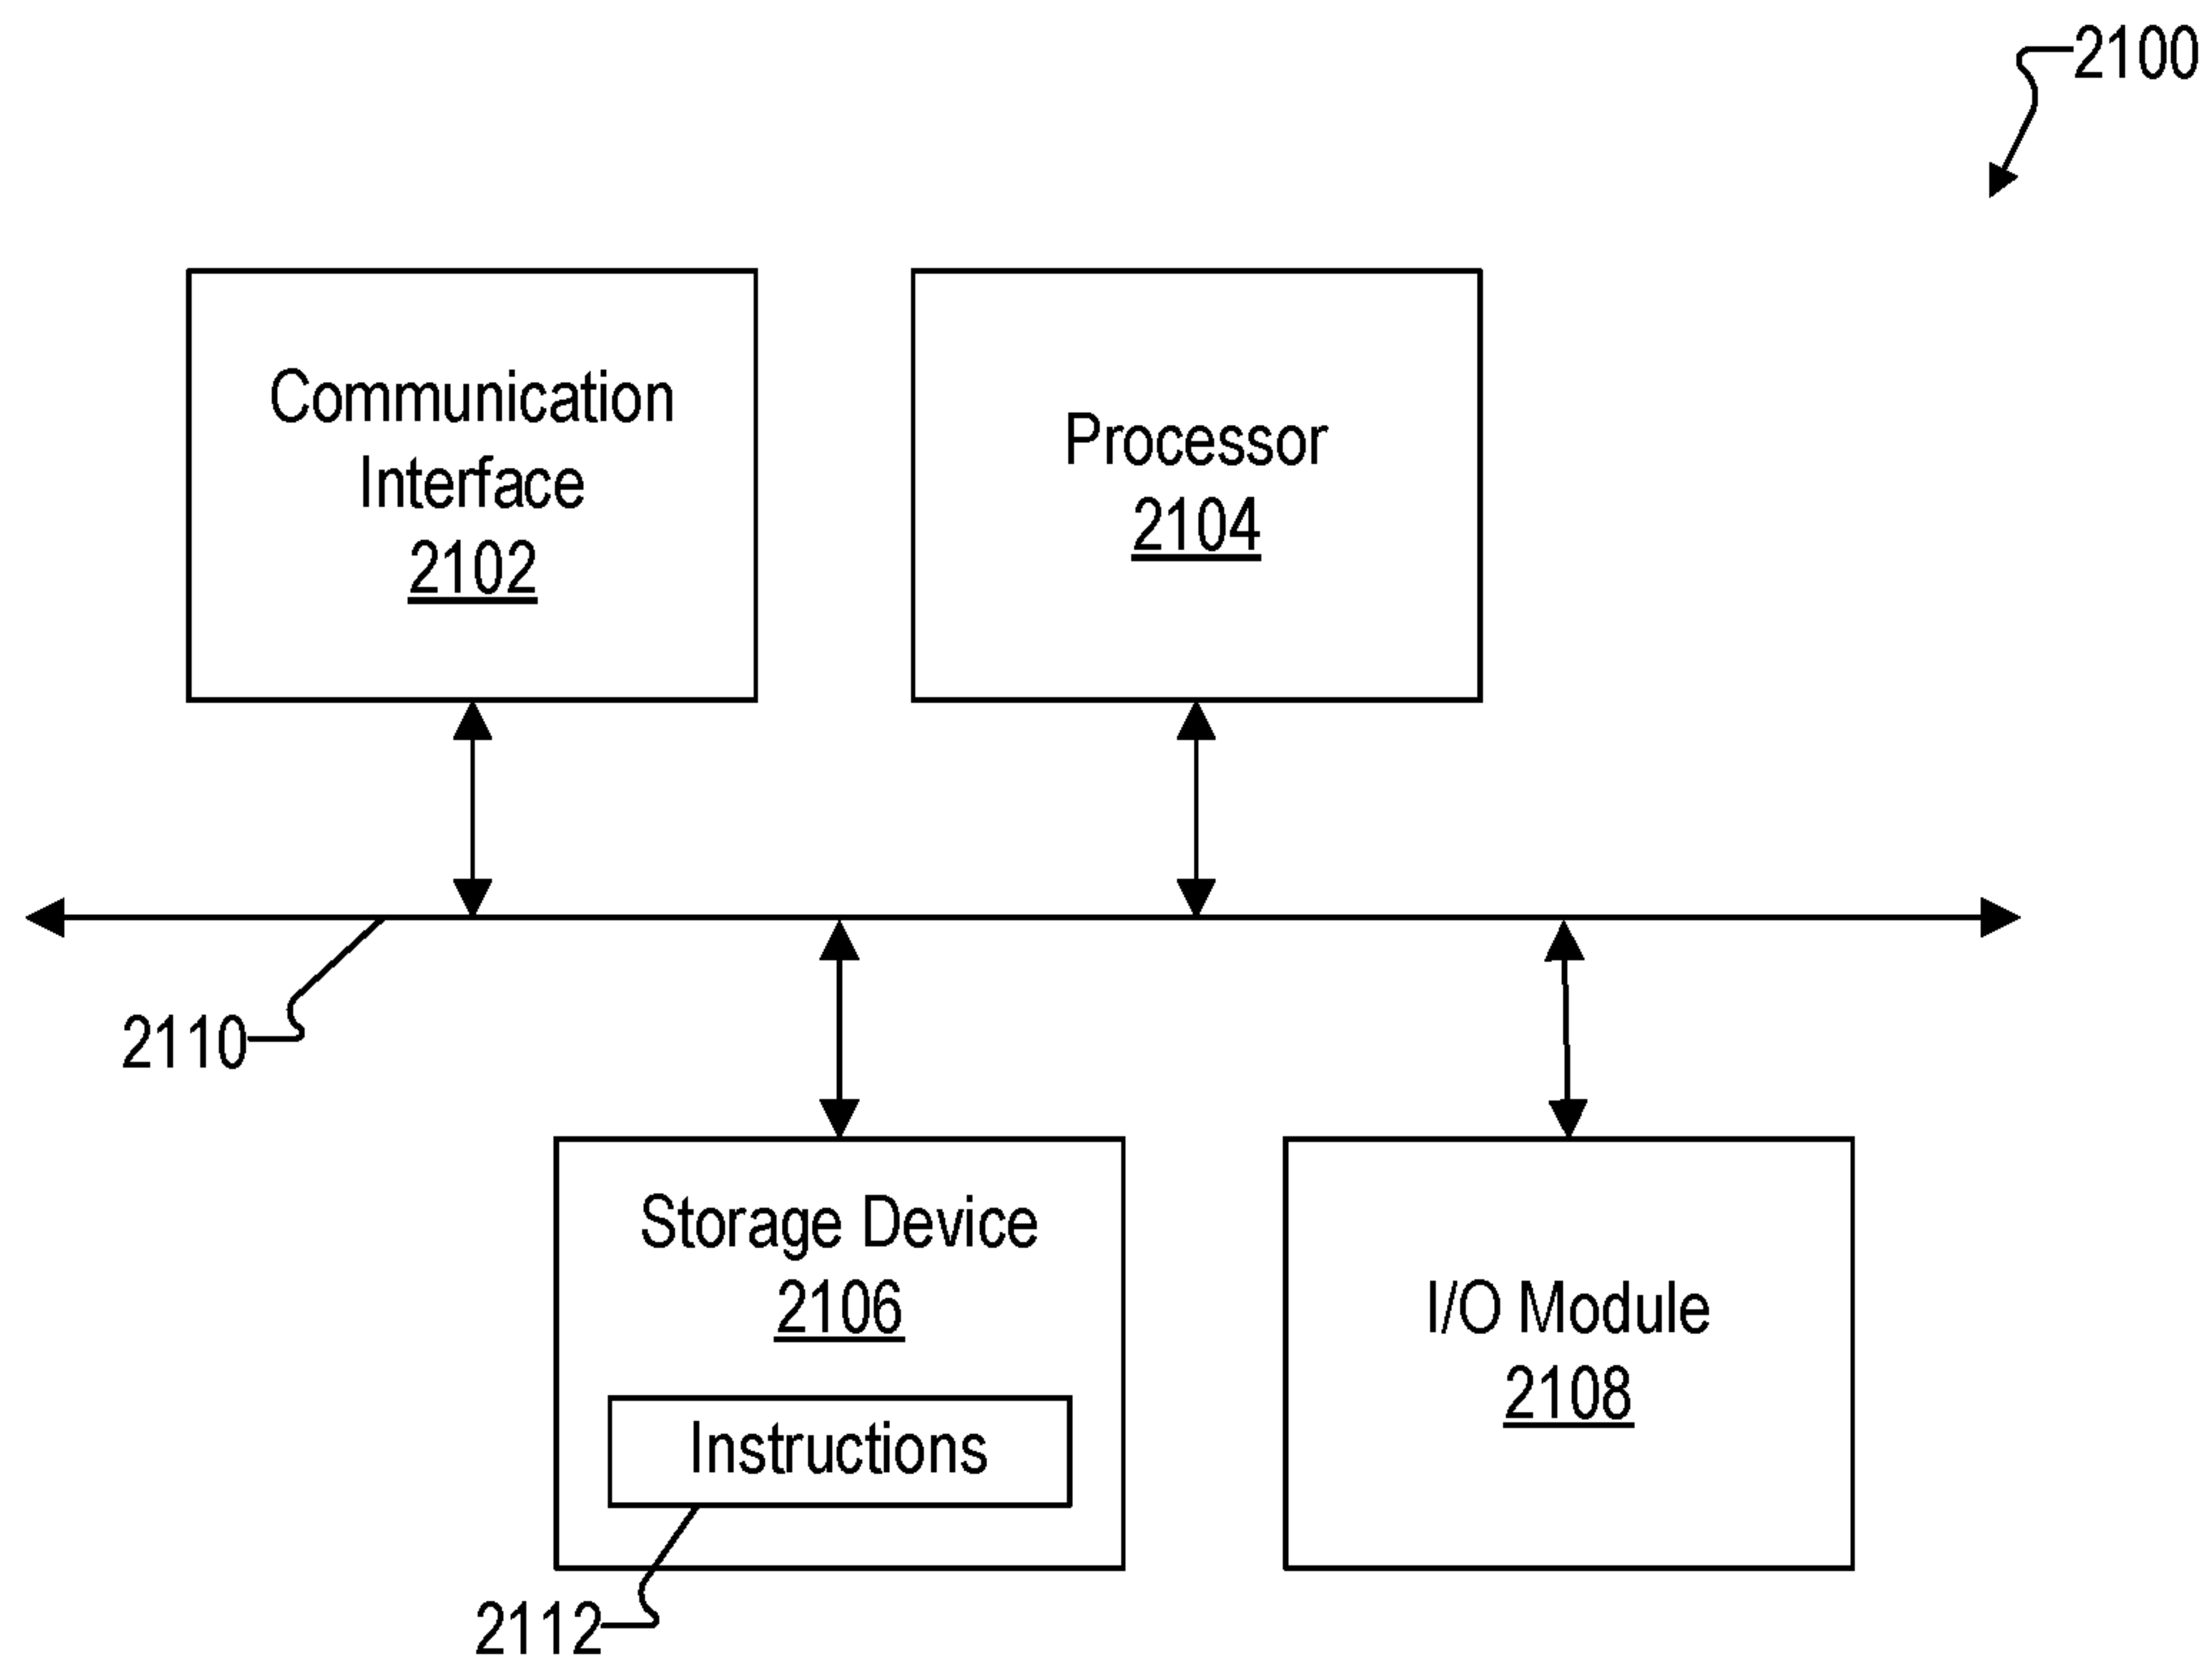 2100
Communication
Interface
2102
Processor
2104
2110
Storage Device
2106
Instructions
2112
I/O Module
2108